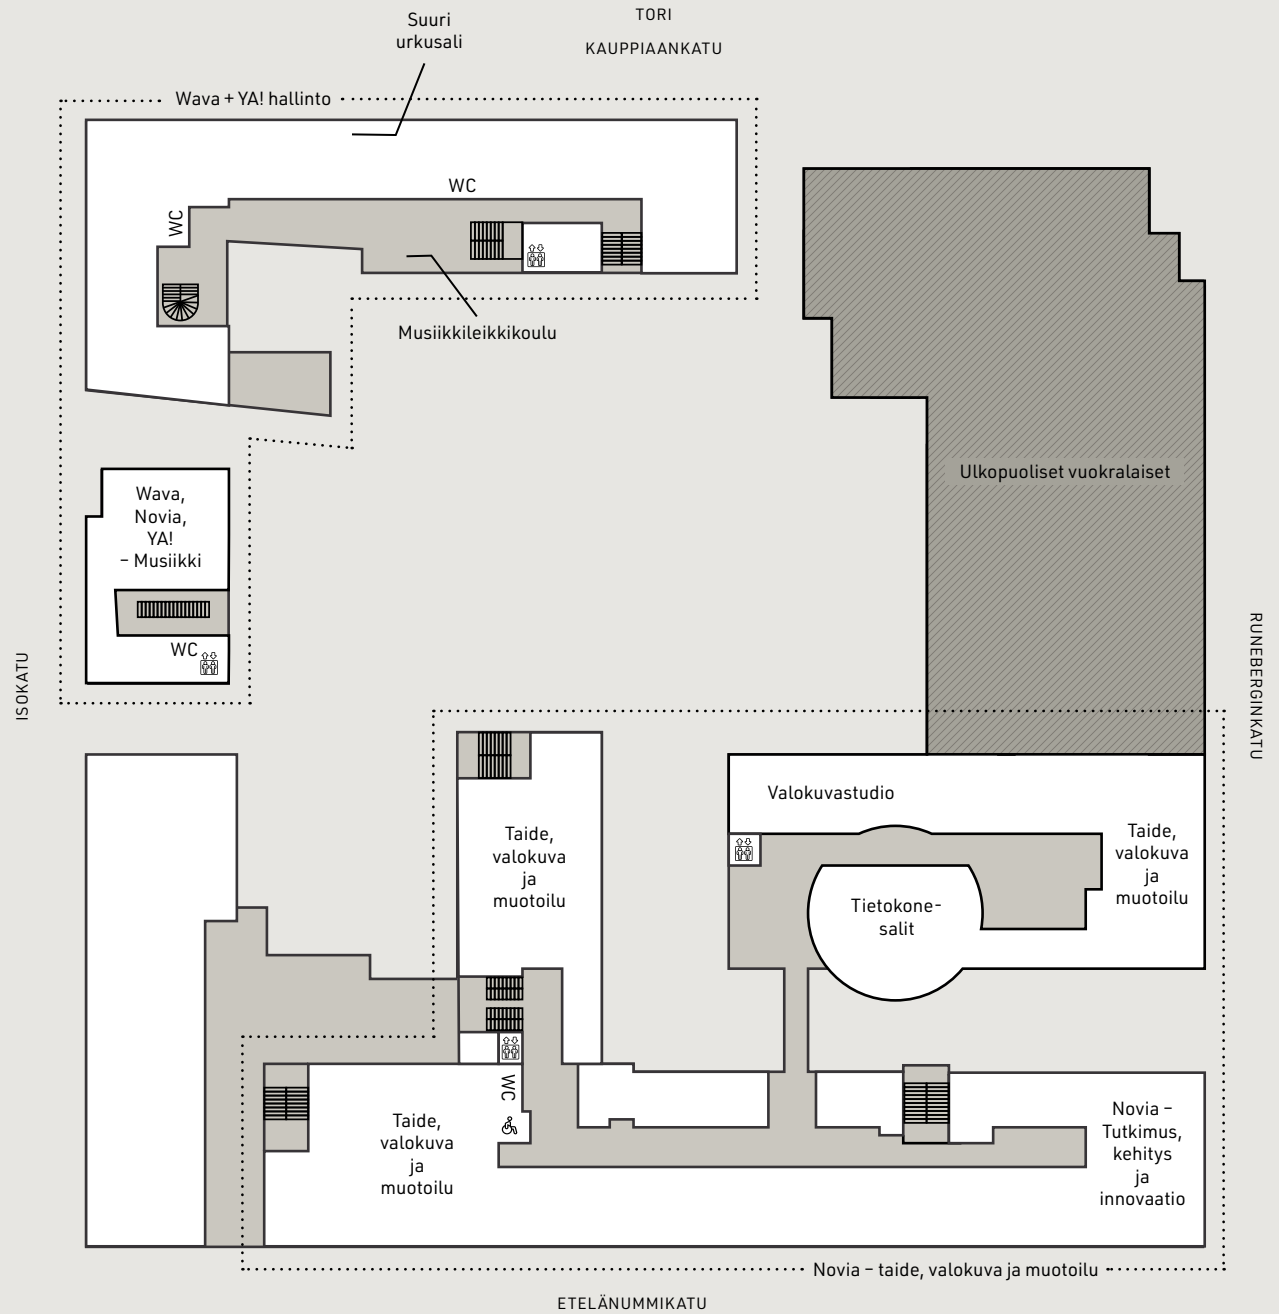 Suuri
urkusali
TORI
KAUPPIAANKATU
Wava + YA! hallinto
WC
WC
Musiikkileikkikoulu
Ulkopuoliset vuokralaiset
Wava,
Novia,
YA!
– Musiikki
WC
ISOKATU
RUNEBERGINKATU
Valokuvastudio
Taide,
valokuva
ja
muotoilu
Taide,
valokuva
ja
muotoilu
Tietokone-
salit
WC
Taide,
valokuva
ja
muotoilu
Novia –
Tutkimus,
kehitys
ja
innovaatio
Novia – taide, valokuva ja muotoilu
ETELÄNUMMIKATU